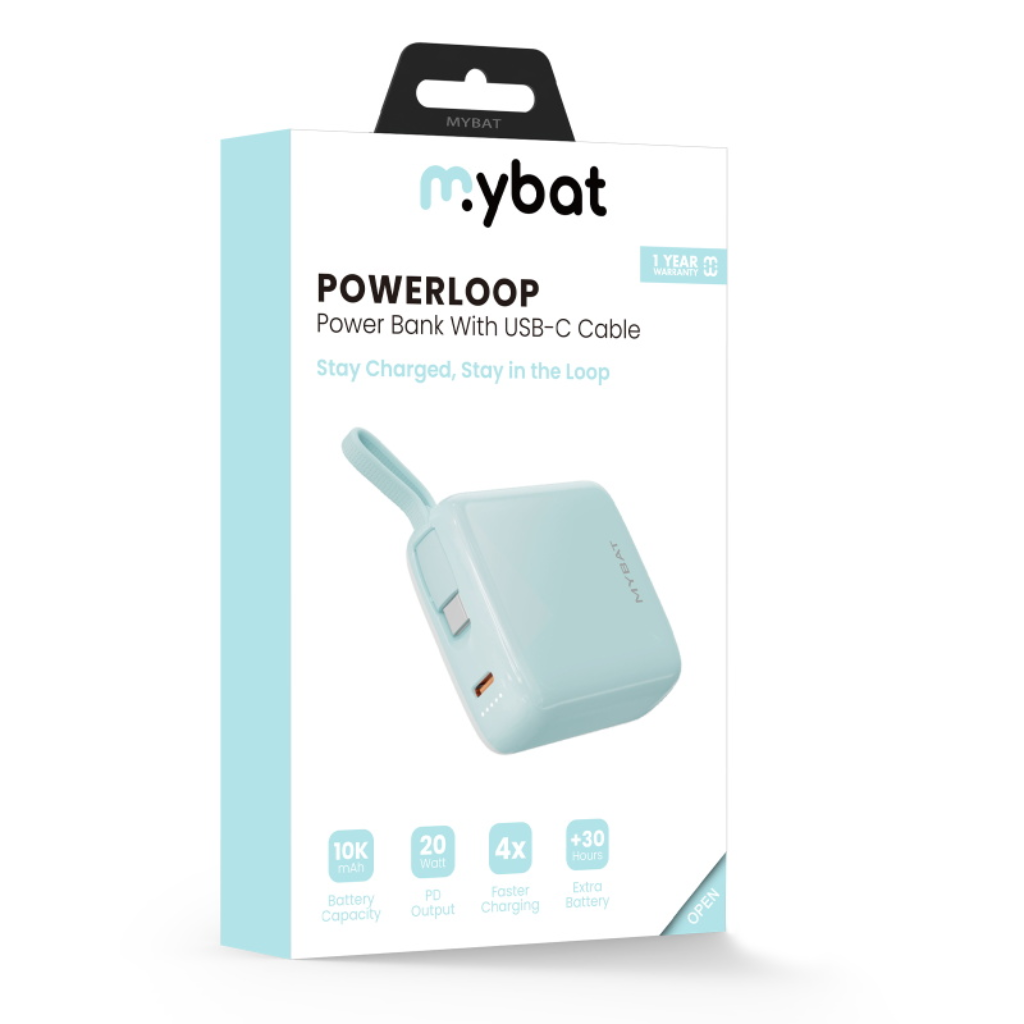 MYBAT
mybat
1 YEAR
WARRANTY
POWERLOOP
Power Bank With USB-C Cable
Stay Charged, Stay in the Loop
MYBAT
10K
mAh
Battery
Capacity
20
Watt
PD
Output
4x
Faster
Charging
+30
Hours
Extra
Battery
OPEN